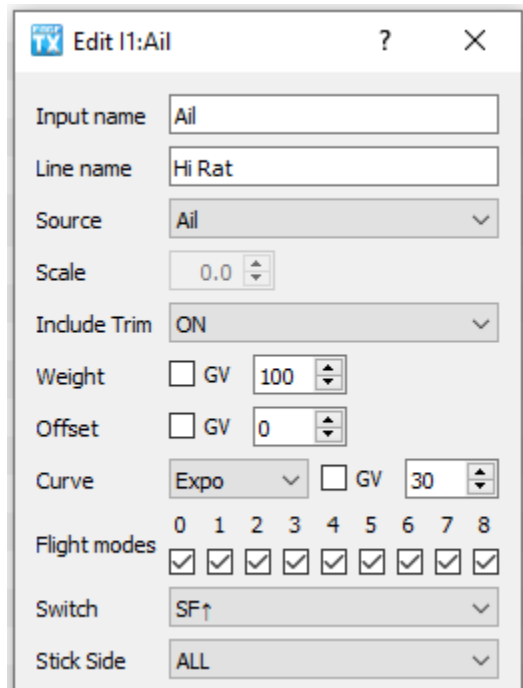 EDGE TX Edit I1:Ail ? ×
Input name Ail
Line name Hi Rat
Source Ail
Scale 0.0
Include Trim ON
Weight GV 100
Offset GV 0
Curve Expo GV 30
0 1 2 3 4 5 6 7 8
Flight modes
Switch SF↑
Stick Side ALL